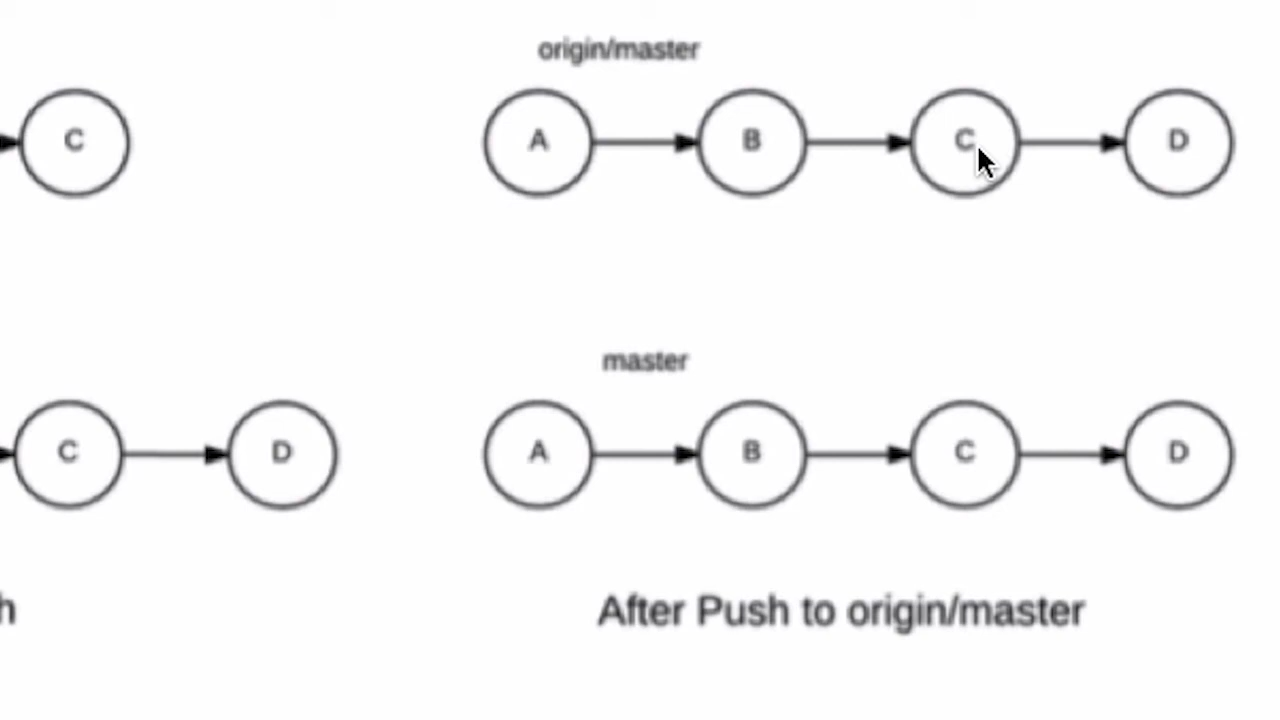 origin/master
C A B C D
master
C D A B C D
h After Push to origin/master